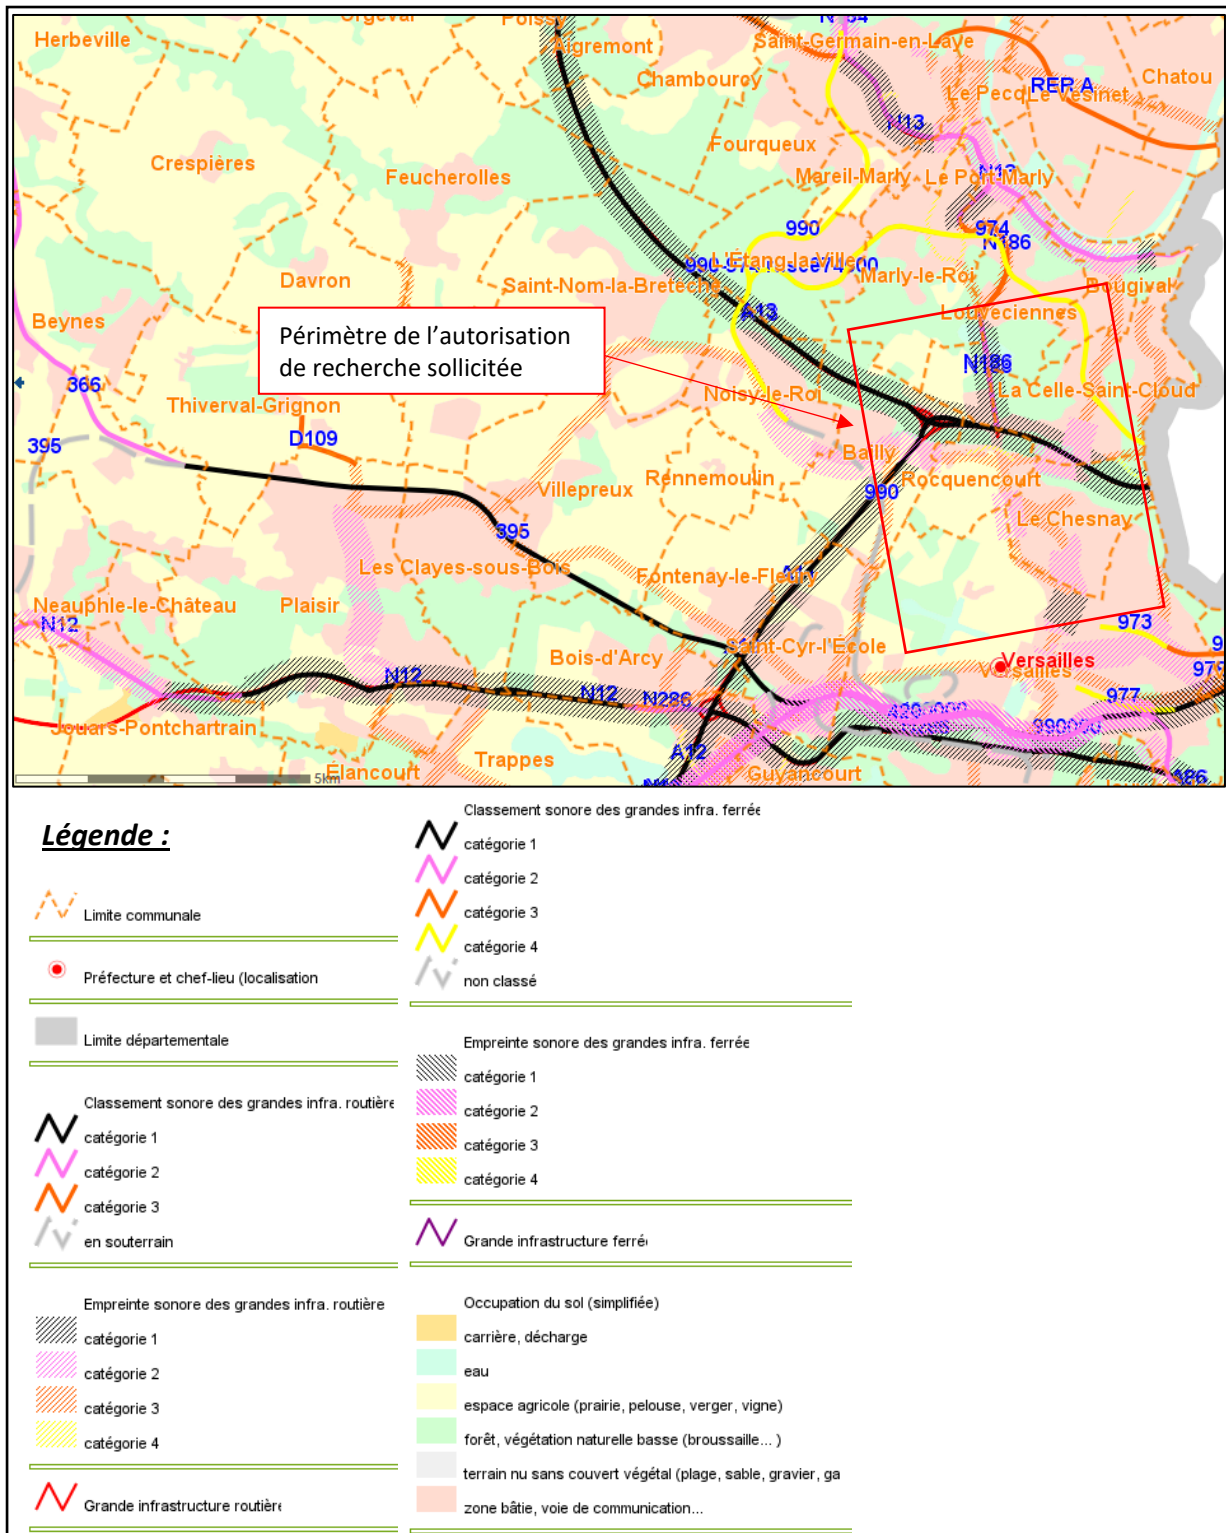 Orgeval
Poissy
Herbeville
Aigremont
Saint-Germain-en-Laye
Chambourcy
RER A
Chatou
Le Pecq
Le Vésinet
N13
Fourqueux
Crespières
Feucherolles
Mareil-Marly
Le Port-Marly
N13
990
974
N186
L'Étang-la-Ville
Marly-le-Roi
Davron
Saint-Nom-la-Bretèche
Bougival
Beynes
A13
Louveciennes
Périmètre de l'autorisation
de recherche sollicitée
N186
366
La Celle-Saint-Cloud
Noisy-le-Roi
Thiverval-Grignon
D109
395
Bailly
Villepreux
Rennemoulin
990
Rocquencourt
Le Chesnay
395
Les Clayes-sous-Bois
Fontenay-le-Fleury
Neauphle-le-Château
Plaisir
N12
973
Saint-Cyr-l'École
Bois-d'Arcy
Versailles
Versailles
N12
N12
N286
977
Jouars-Pontchartrain
A12
Trappes
Élancourt
Guyancourt
5km
Légende :
Limite communale
Préfecture et chef-lieu (localisation
Limite départementale
Classement sonore des grandes infra. routière
catégorie 1
catégorie 2
catégorie 3
en souterrain
Empreinte sonore des grandes infra. routière
catégorie 1
catégorie 2
catégorie 3
catégorie 4
Grande infrastructure routière
Classement sonore des grandes infra. ferrée
catégorie 1
catégorie 2
catégorie 3
catégorie 4
non classé
Empreinte sonore des grandes infra. ferrée
catégorie 1
catégorie 2
catégorie 3
catégorie 4
Grande infrastructure ferrée
Occupation du sol (simplifiée)
carrière, décharge
eau
espace agricole (prairie, pelouse, verger, vigne)
forêt, végétation naturelle basse (broussaille... )
terrain nu sans couvert végétal (plage, sable, gravier, ga
zone bâtie, voie de communication...